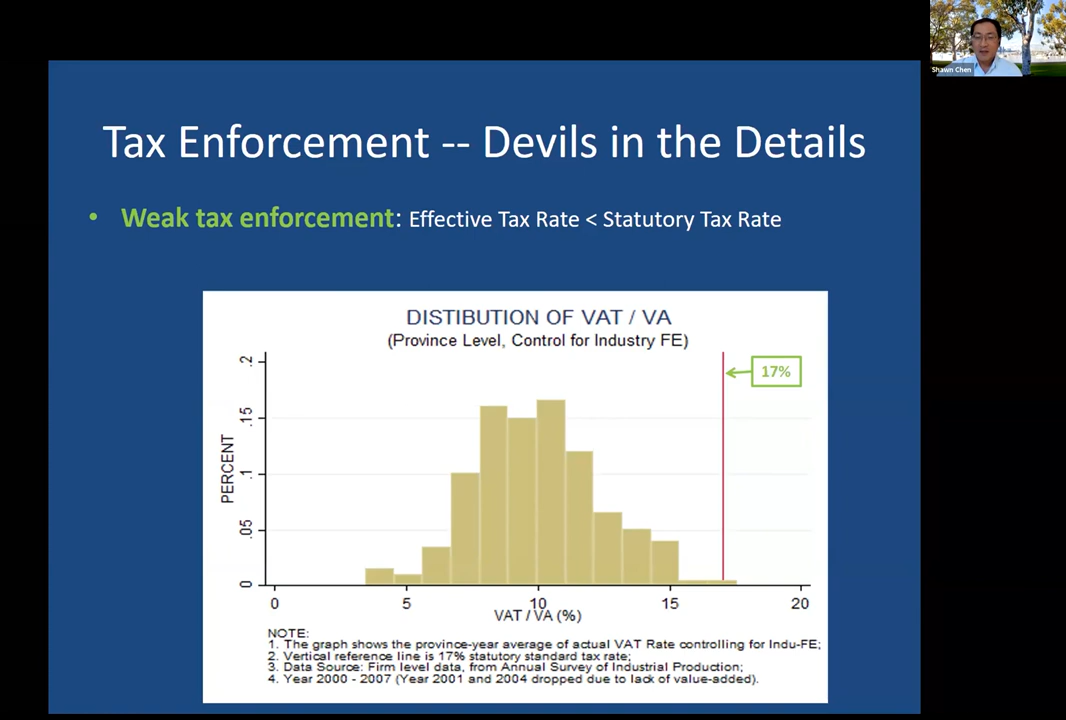 Shawn Chen
Tax Enforcement -- Devils in the Details
• Weak tax enforcement: Effective Tax Rate < Statutory Tax Rate
DISTIBUTION OF VAT / VA
(Province Level, Control for Industry FE)
17%
PERCENT
.2
.15
.1
.05
0
0 5 10 15 20
VAT / VA (%)
NOTE:
1. The graph shows the province-year average of actual VAT Rate controlling for Indu-FE;
2. Vertical reference line is 17% statutory standard tax rate;
3. Data Source: Firm level data, from Annual Survey of Industrial Production;
4. Year 2000 - 2007 (Year 2001 and 2004 dropped due to lack of value-added).